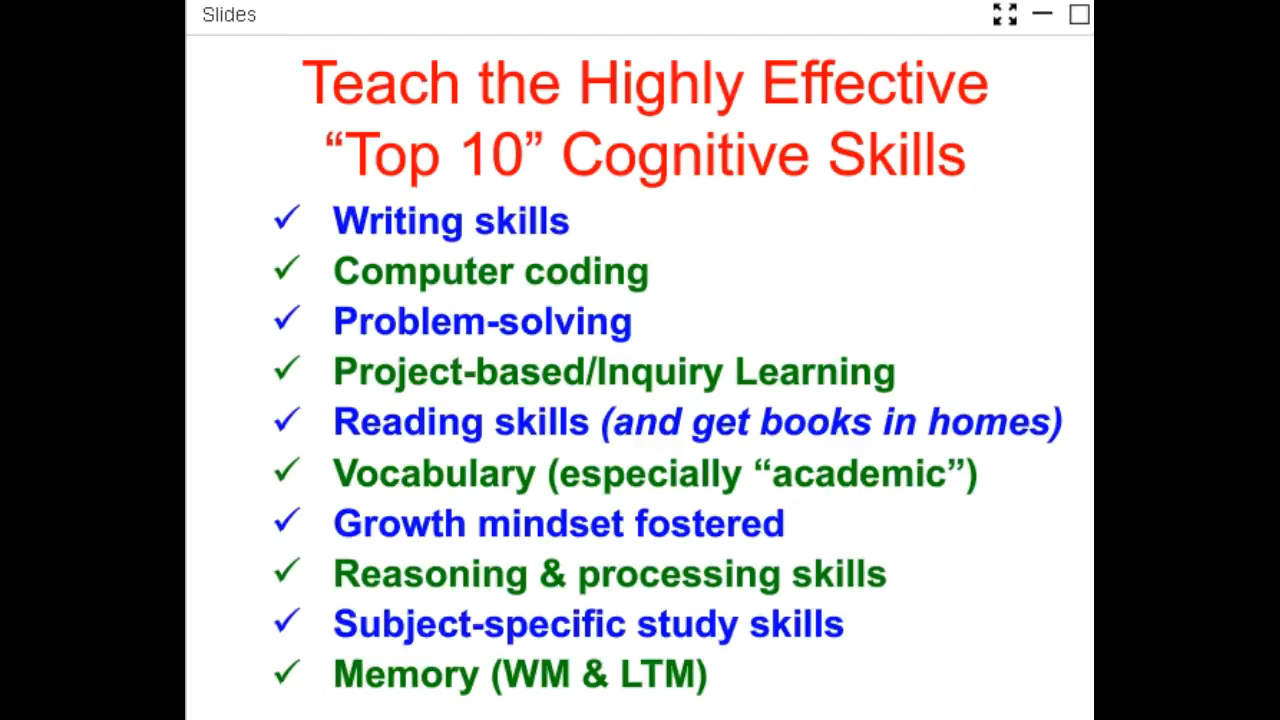 Slides
Teach the Highly Effective
“Top 10” Cognitive Skills
✓ Writing skills
✓ Computer coding
✓ Problem-solving
✓ Project-based/Inquiry Learning
✓ Reading skills (and get books in homes)
✓ Vocabulary (especially “academic”)
✓ Growth mindset fostered
✓ Reasoning & processing skills
✓ Subject-specific study skills
✓ Memory (WM & LTM)